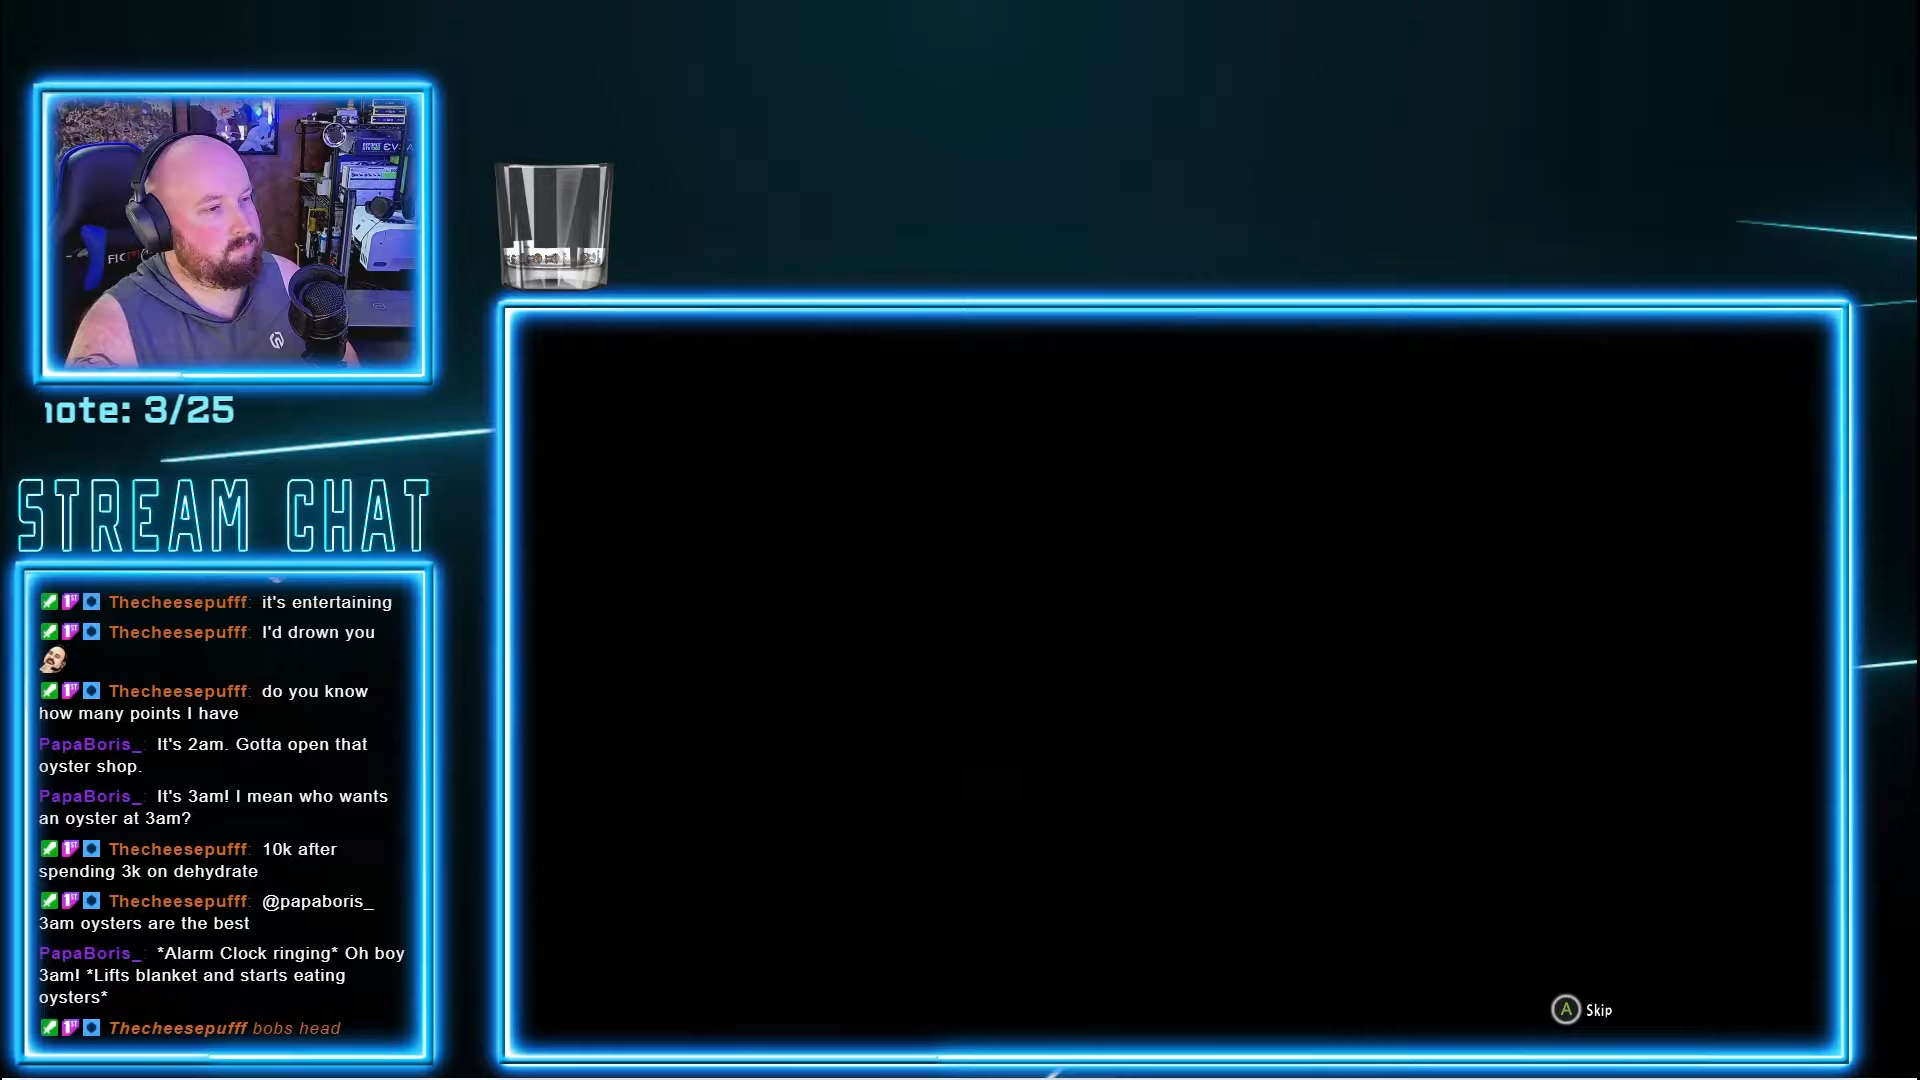 note: 3/25
STREAM CHAT
Thecheesepufff: it's entertaining
Thecheesepufff: I'd drown you
Thecheesepufff: do you know
how many points I have
PapaBoris_: It's 2am. Gotta open that
oyster shop.
PapaBoris_: It's 3am! I mean who wants
an oyster at 3am?
Thecheesepufff: 10k after
spending 3k on dehydrate
Thecheesepufff: @papaboris_
3am oysters are the best
PapaBoris_: *Alarm Clock ringing* Oh boy
3am! *Lifts blanket and starts eating
oysters*
Thecheesepufff bobs head
A Skip